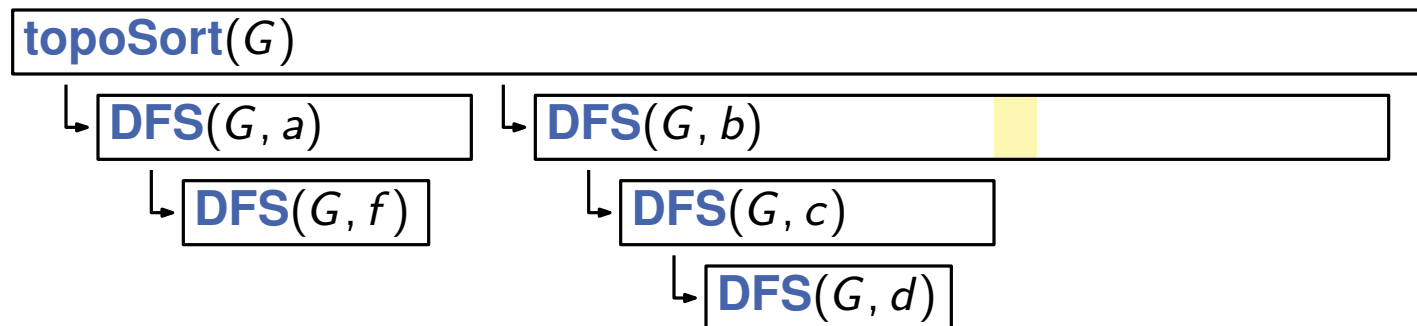 topoSort(G)
DFS(G, a) DFS(G, b)
DFS(G, f) DFS(G, c)
DFS(G, d)